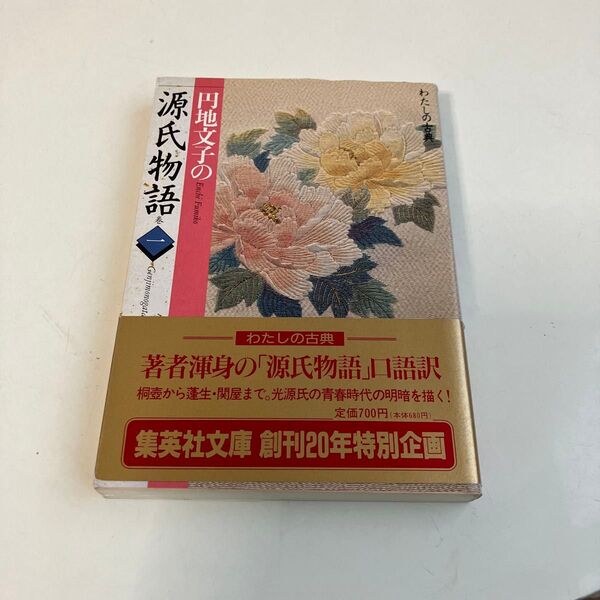 わたしの古典
円地文子の
Enchi Fumiko
源氏物語
巻
一
わたしの古典
著者渾身の「源氏物語」口語訳
桐壺から蓬生・関屋まで。光源氏の青春時代の明暗を描く!
定価700円(本体680円)
集英社文庫 創刊20年特別企画